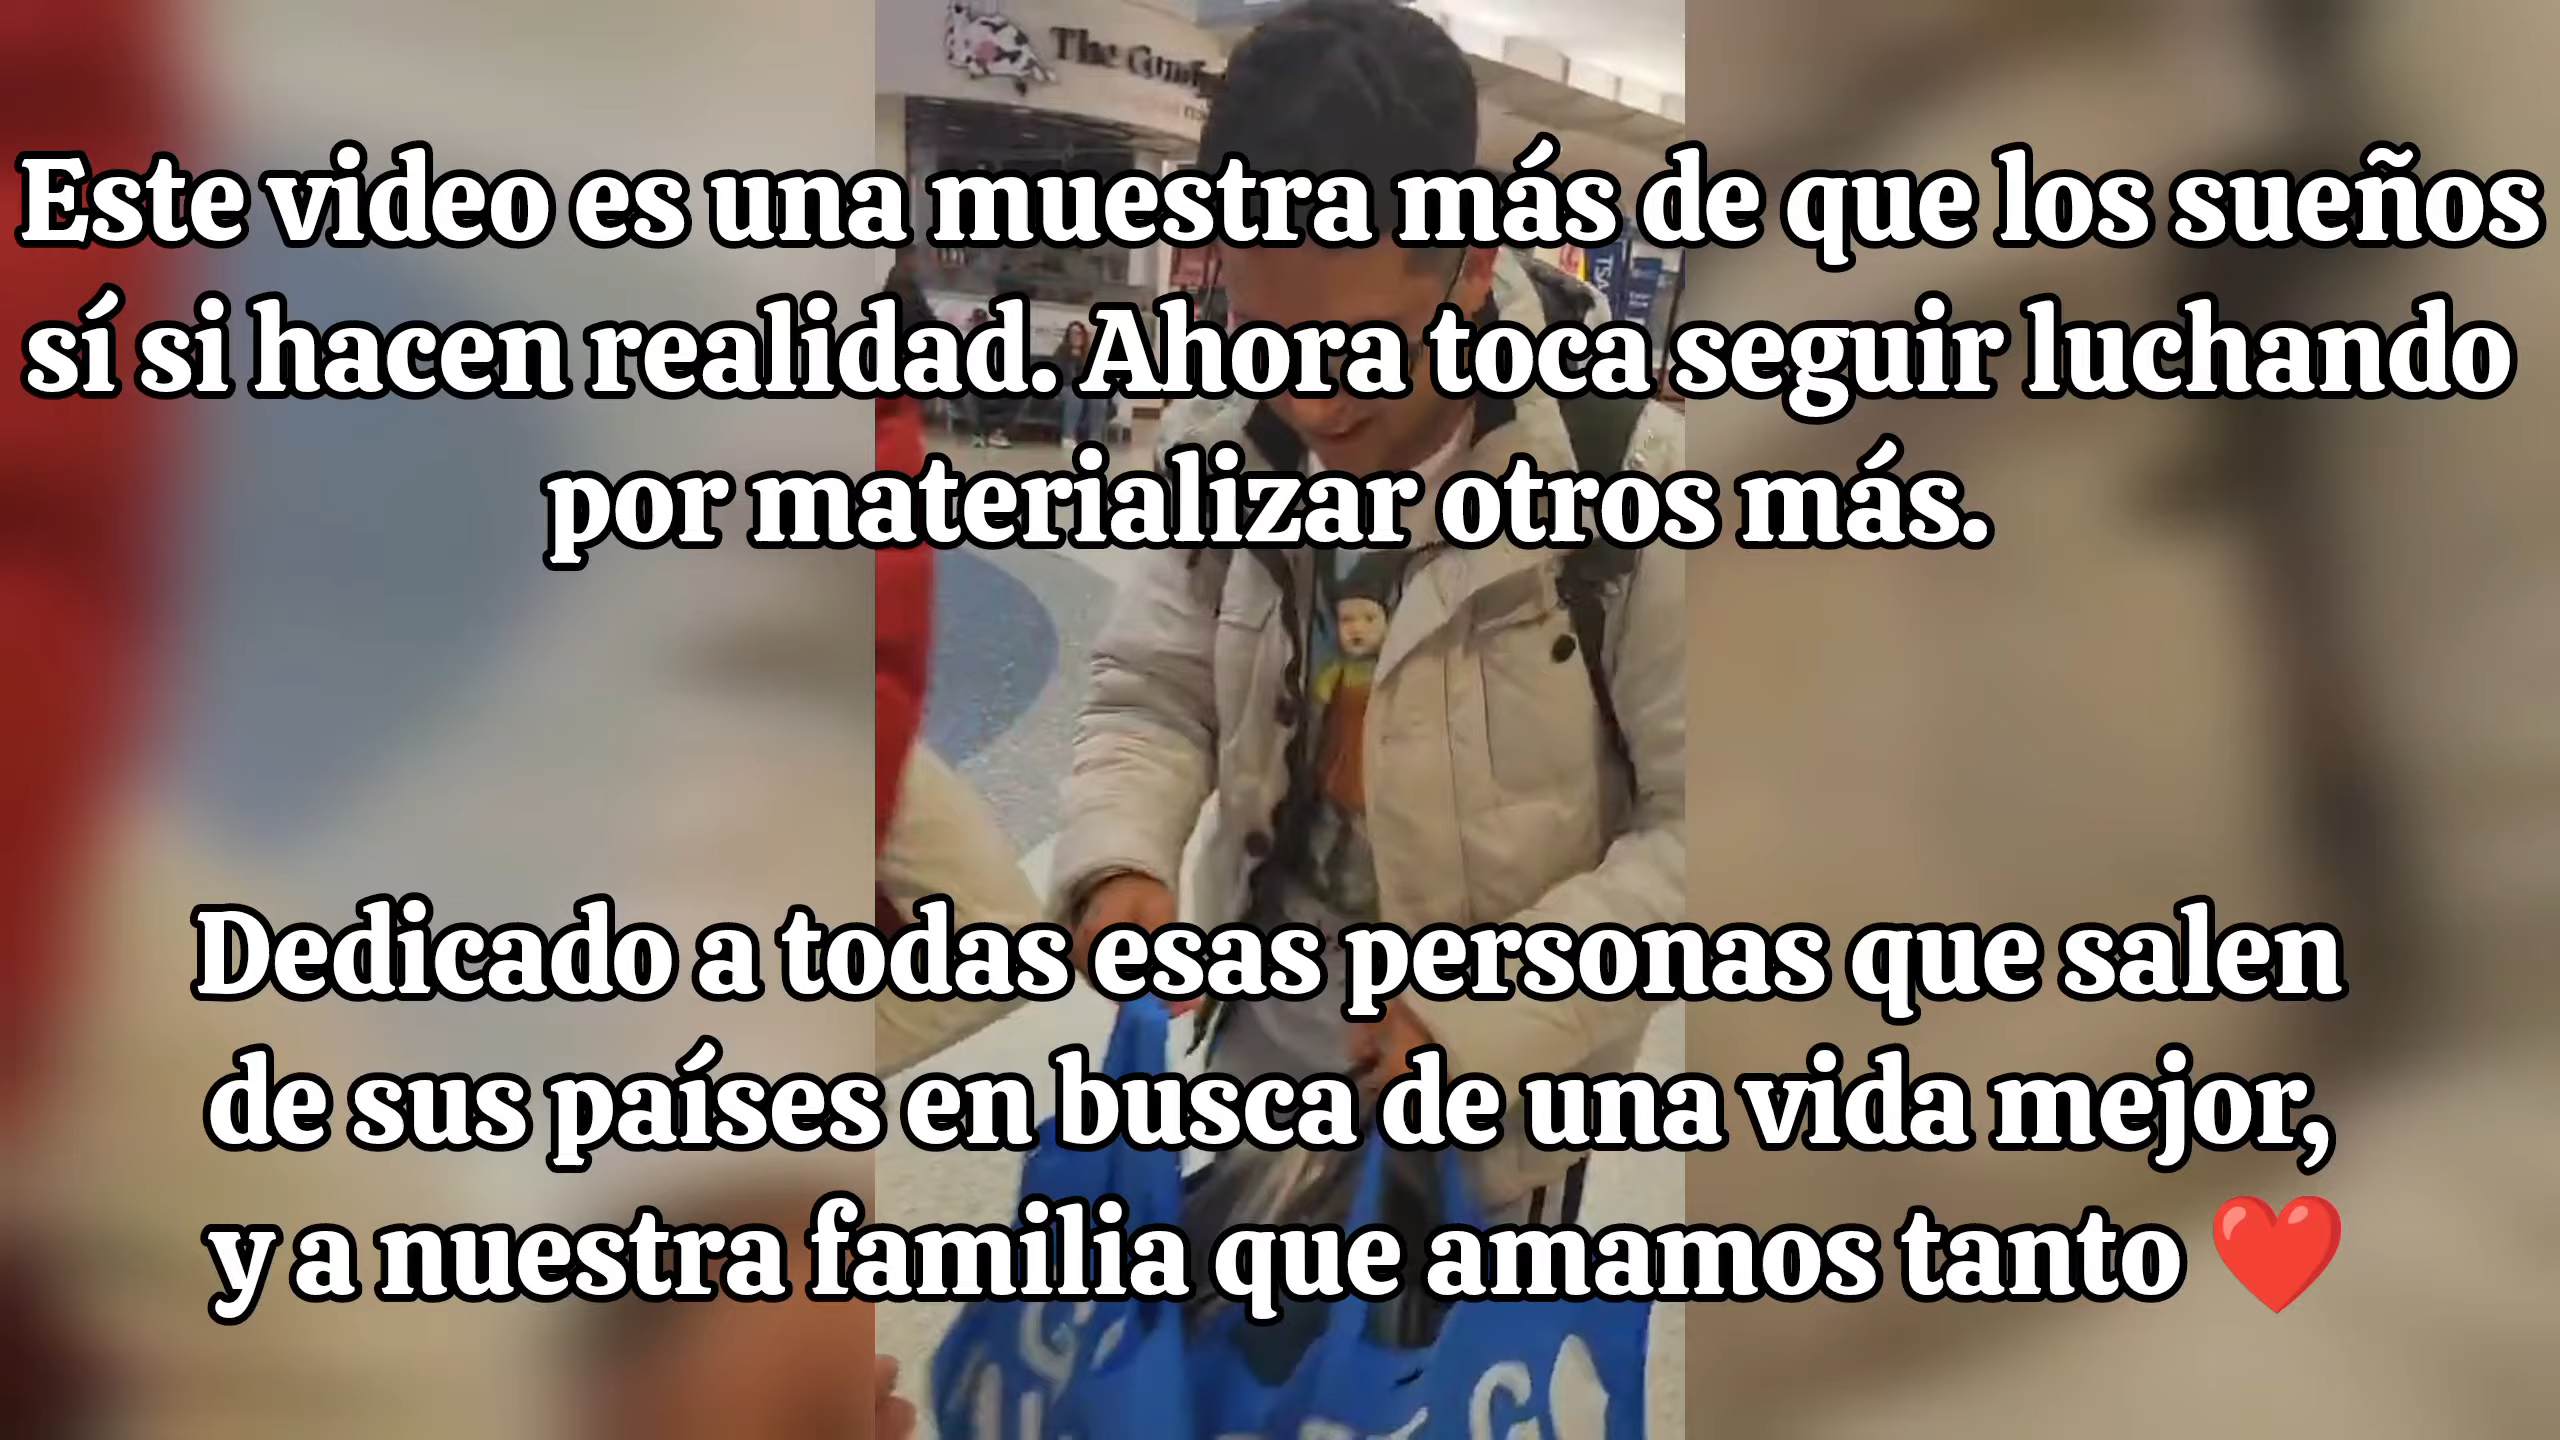 The
TSA
Este video es una muestra más de que los sueños
sí si hacen realidad. Ahora toca seguir luchando
por materializar otros más.
Dedicado a todas esas personas que salen
de sus países en busca de una vida mejor,
y a nuestra familia que amamos tanto ❤️